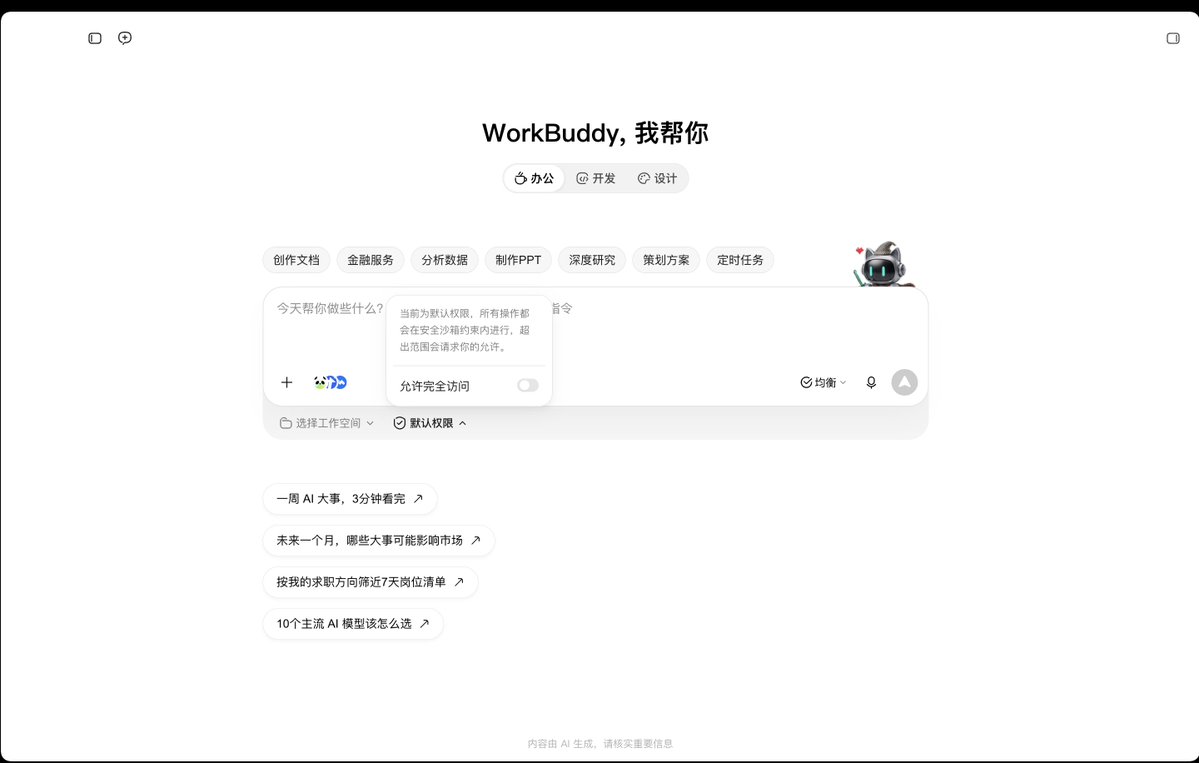 WorkBuddy, 我帮你
办公 开发 设计
创作文档 金融服务 分析数据 制作PPT 深度研究 策划方案 定时任务
今天帮你做些什么? 指令
当前为默认权限，所有操作都
会在安全沙箱约束内进行，超
出范围会请求你的允许。
允许完全访问
均衡
选择工作空间 默认权限
一周 AI 大事，3分钟看完
未来一个月，哪些大事可能影响市场
按我的求职方向筛近7天岗位清单
10个主流 AI 模型该怎么选
内容由 AI 生成，请核实重要信息